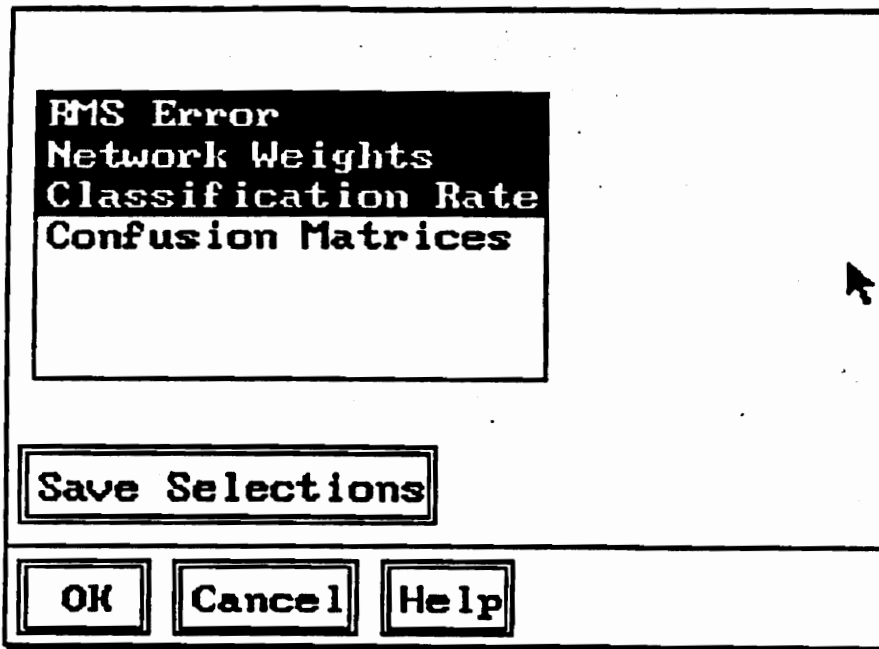 RMS Error
Network Weights
Classification Rate
Confusion Matrices
Save Selections
OK
Cancel
Help